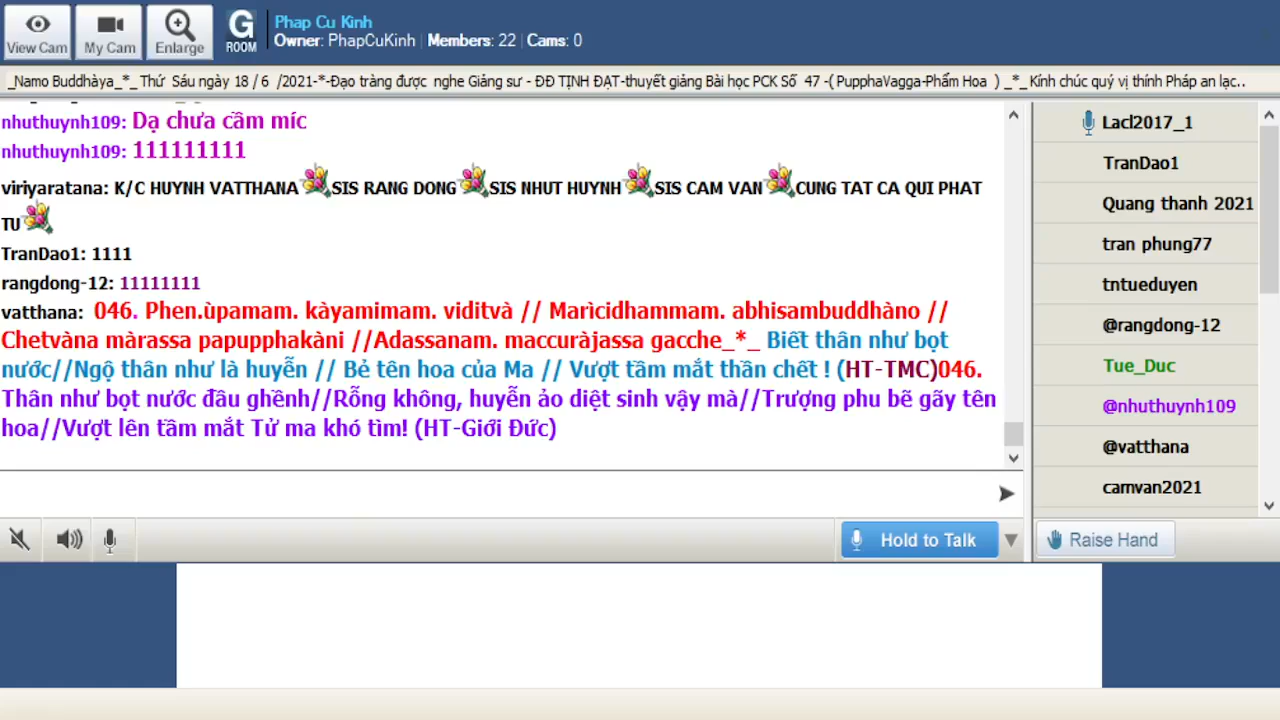 View Cam
My Cam
Enlarge
G
ROOM
Phap Cu Kinh
Owner: PhapCuKinh | Members: 22 | Cams: 0
_Namo Buddhàya_*_Thứ Sáu ngày 18 / 6 /2021-*-Đạo tràng được nghe Giảng sư - ĐĐ TỊNH ĐẠT-thuyết giảng Bài học PCK Số 47 -( PupphaVagga-Phẩm Hoa ) _*_Kính chúc quý vị thính Pháp an lạc..
nhuthuynh109: Dạ chưa cầm míc
nhuthuynh109: 111111111
viriyaratana: K/C HUYNH VATTHANA SIS RANG DONG SIS NHUT HUYNH SIS CAM VAN CUNG TAT CA QUI PHAT
TU
TranDao1: 1111
rangdong-12: 11111111
vatthana: 046. Phen.ùpamam. kàyamimam. viditvà // Marìcidhammam. abhisambuddhàno //
Chetvàna màrassa papupphakàni //Adassanam. maccuràjassa gacche_*_ Biết thân như bọt
nước//Ngộ thân như là huyễn // Bẻ tên hoa của Ma // Vượt tầm mắt thần chết ! (HT-TMC)046.
Thân như bọt nước đầu ghềnh//Rỗng không, huyễn ảo diệt sinh vậy mà//Trượng phu bẽ gãy tên
hoa//Vượt lên tầm mắt Tử ma khó tìm! (HT-Giới Đức)
Lacl2017_1
TranDao1
Quang thanh 2021
tran phung77
tntueduyen
@rangdong-12
Tue_Duc
@nhuthuynh109
@vatthana
camvan2021
Hold to Talk
Raise Hand